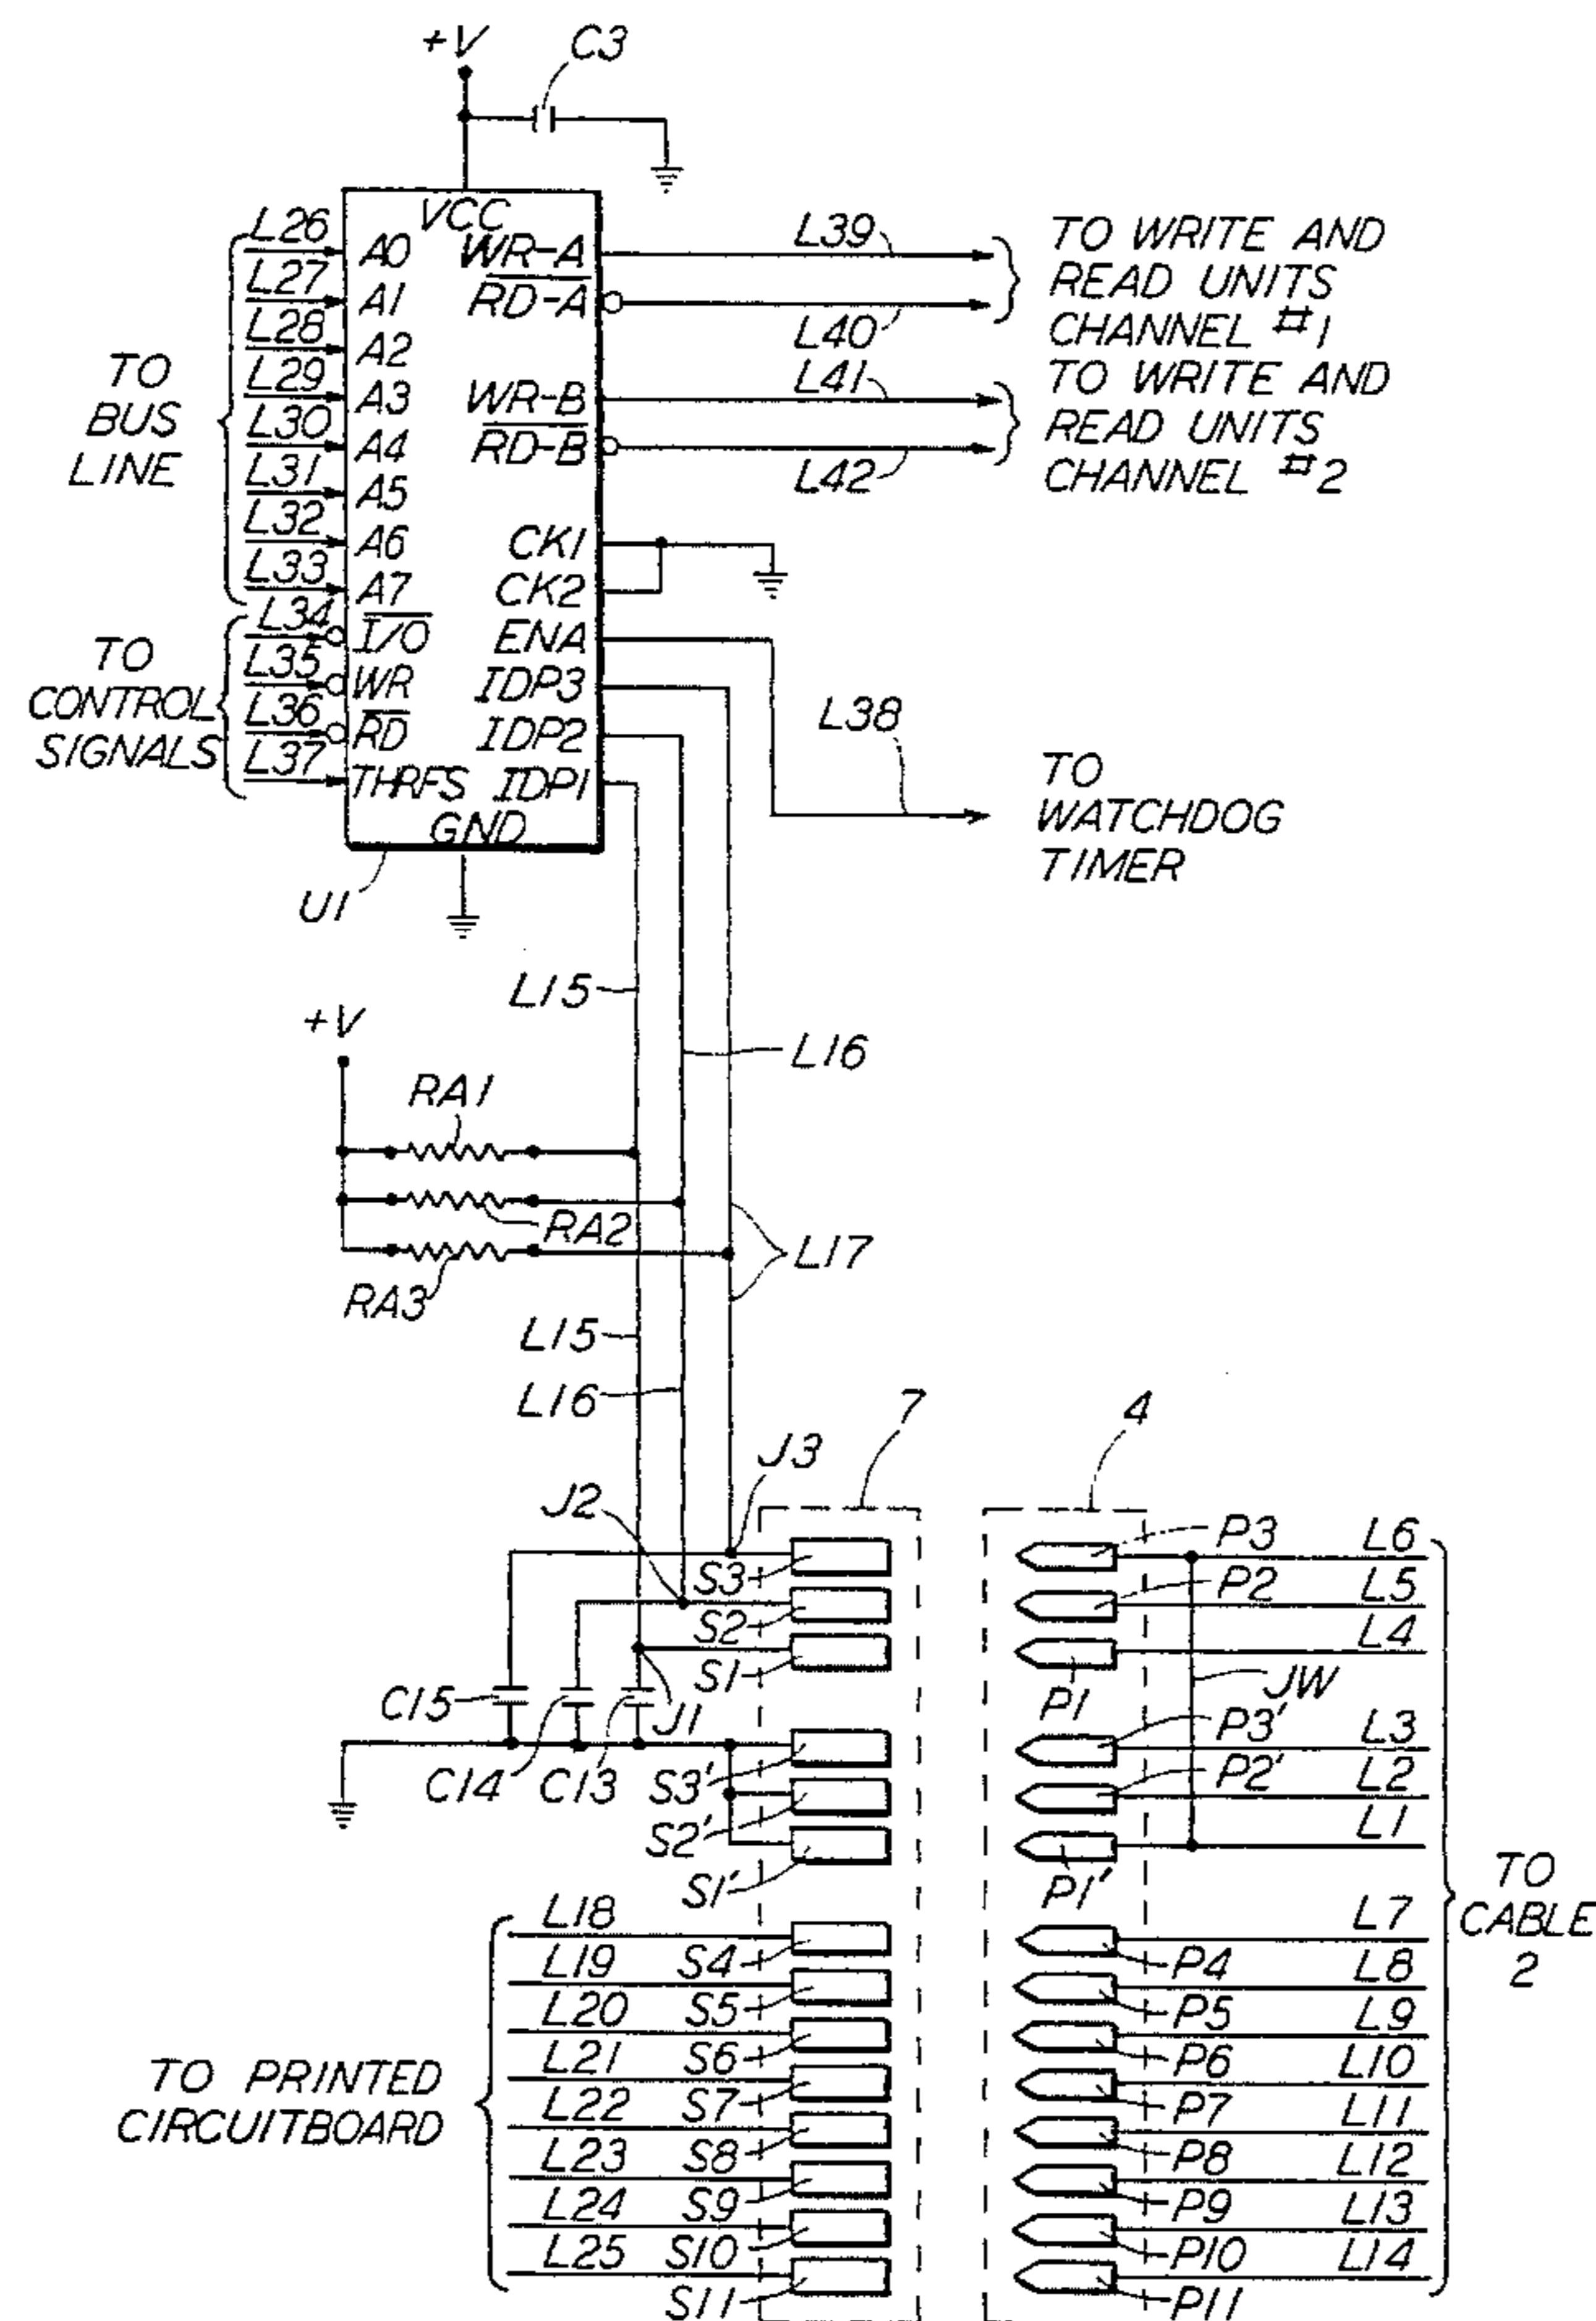 +V
C3
VCC
L26 A0 WR-A L39
L27 A1 RD-A L40
L28 A2
L29 A3 WR-B L41
L30 A4 RD-B L42
L31 A5
L32 A6 CK1
L33 A7 CK2
L34 I/O ENA
L35 WR IDP3
L36 RD IDP2
L37 THRFS IDP1
GND
TO
BUS
LINE
TO
CONTROL
SIGNALS
TO WRITE AND
READ UNITS
CHANNEL #1
TO WRITE AND
READ UNITS
CHANNEL #2
L38
TO
WATCHDOG
TIMER
U1
L15
+V
L16
RA1
RA2
L17
RA3
L15
L16
7
4
J3
J2
S3
S2
S1
C15
J1
C14
C13
S3'
S2'
S1'
P3 L6
P2 L5
L4
P1
JW
P3' L3
P2' L2
L1
P1'
TO
CABLE
2
L18 S4
L19 S5
L20 S6
L21 S7
L22 S8
L23 S9
L24 S10
L25 S11
TO PRINTED
CIRCUITBOARD
L7
P4 L8
P5 L9
P6 L10
P7 L11
P8 L12
P9 L13
P10 L14
P11